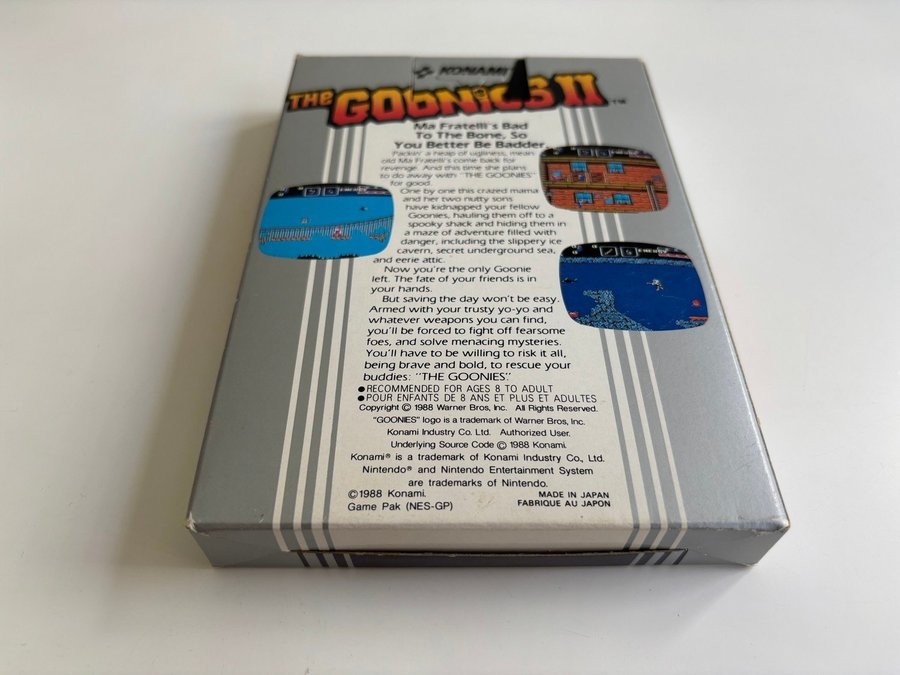 KONAMI
THE GOONIES II ™
Ma Fratelli's Bad
To The Bone, So
You Better Be Badder.
Packin' a heap of ugliness, mean
old Ma Fratelli's come back for
revenge. And this time she plans
to do away with "THE GOONIES"
for good.
One by one this crazed mama
and her two nutty sons
have kidnapped your fellow
Goonies, hauling them off to a
spooky shack and hiding them in
a maze of adventure filled with
danger, including the slippery ice
cavern, secret underground sea,
and eerie attic.
Now you're the only Goonie
left. The fate of your friends is in
your hands.
But saving the day won't be easy.
Armed with your trusty yo-yo and
whatever weapons you can find,
you'll be forced to fight off fearsome
foes, and solve menacing mysteries.
You'll have to be willing to risk it all,
being brave and bold, to rescue your
buddies: "THE GOONIES."
●RECOMMENDED FOR AGES 8 TO ADULT
●POUR ENFANTS DE 8 ANS ET PLUS ET ADULTES
Copyright © 1988 Warner Bros, Inc. All Rights Reserved.
"GOONIES" logo is a trademark of Warner Bros, Inc.
Konami Industry Co. Ltd. Authorized User.
Underlying Source Code © 1988 Konami.
Konami® is a trademark of Konami Industry Co., Ltd.
Nintendo® and Nintendo Entertainment System
are trademarks of Nintendo.
©1988 Konami.
Game Pak (NES-GP)
MADE IN JAPAN
FABRIQUE AU JAPON